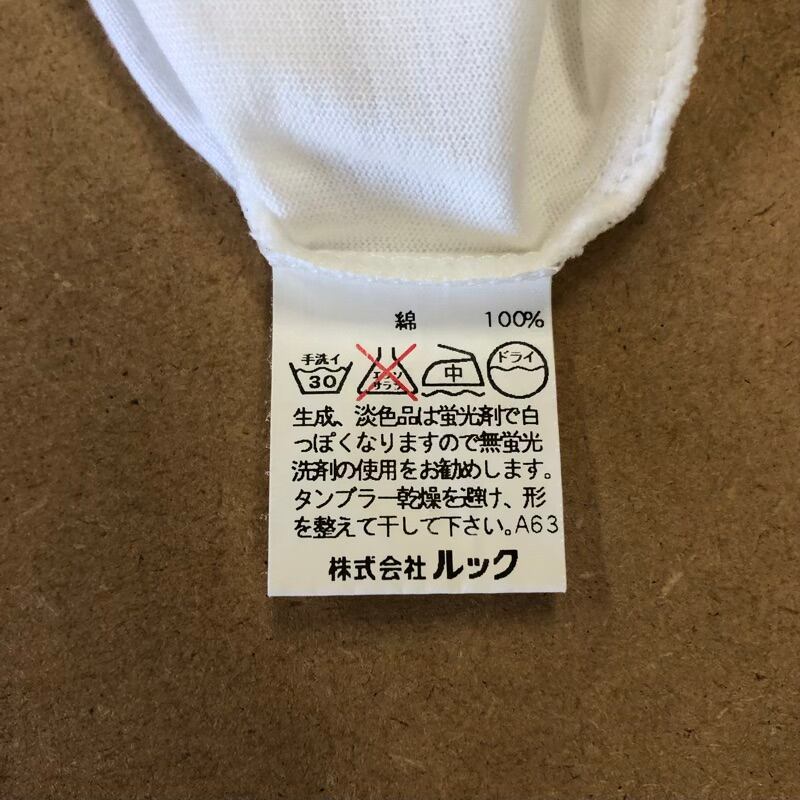 綿 100%
手洗イ 30 エンソ サラシ 中 ドライ
生成、淡色品は蛍光剤で白
っぽくなりますので無蛍光
洗剤の使用をお勧めします。
タンブラー乾燥を避け、形
を整えて干して下さい。A63
株式会社 ルック